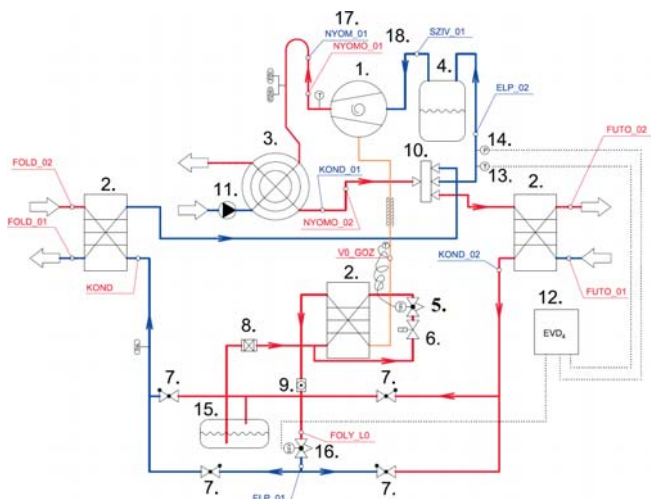 17.
NYOM_01
NYOMO_01
18.
SZIV_01
1.
4.
ELP_02
3.
10.
14.
13.
FUTO_02
FOLD_02
2.
11.
KOND_01
NYOMO_02
2.
FOLD_01
KOND
V0_GOZ
KOND_02
FUTO_01
2.
5.
6.
12.
EVD₄
8.
9.
7.
7.
15.
FOLY_L0
16.
7.
ELP_01
7.